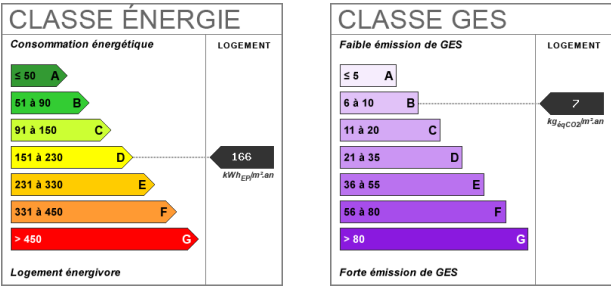 CLASSE ÉNERGIE
Consommation énergétique
LOGEMENT
≤ 50 A
51 à 90 B
91 à 150 C
151 à 230 D
166
kWhEP/m².an
231 à 330 E
331 à 450 F
> 450 G
Logement énergivore
CLASSE GES
Faible émission de GES
LOGEMENT
≤ 5 A
6 à 10 B
7
kgéqCO2/m².an
11 à 20 C
21 à 35 D
36 à 55 E
56 à 80 F
> 80 G
Forte émission de GES